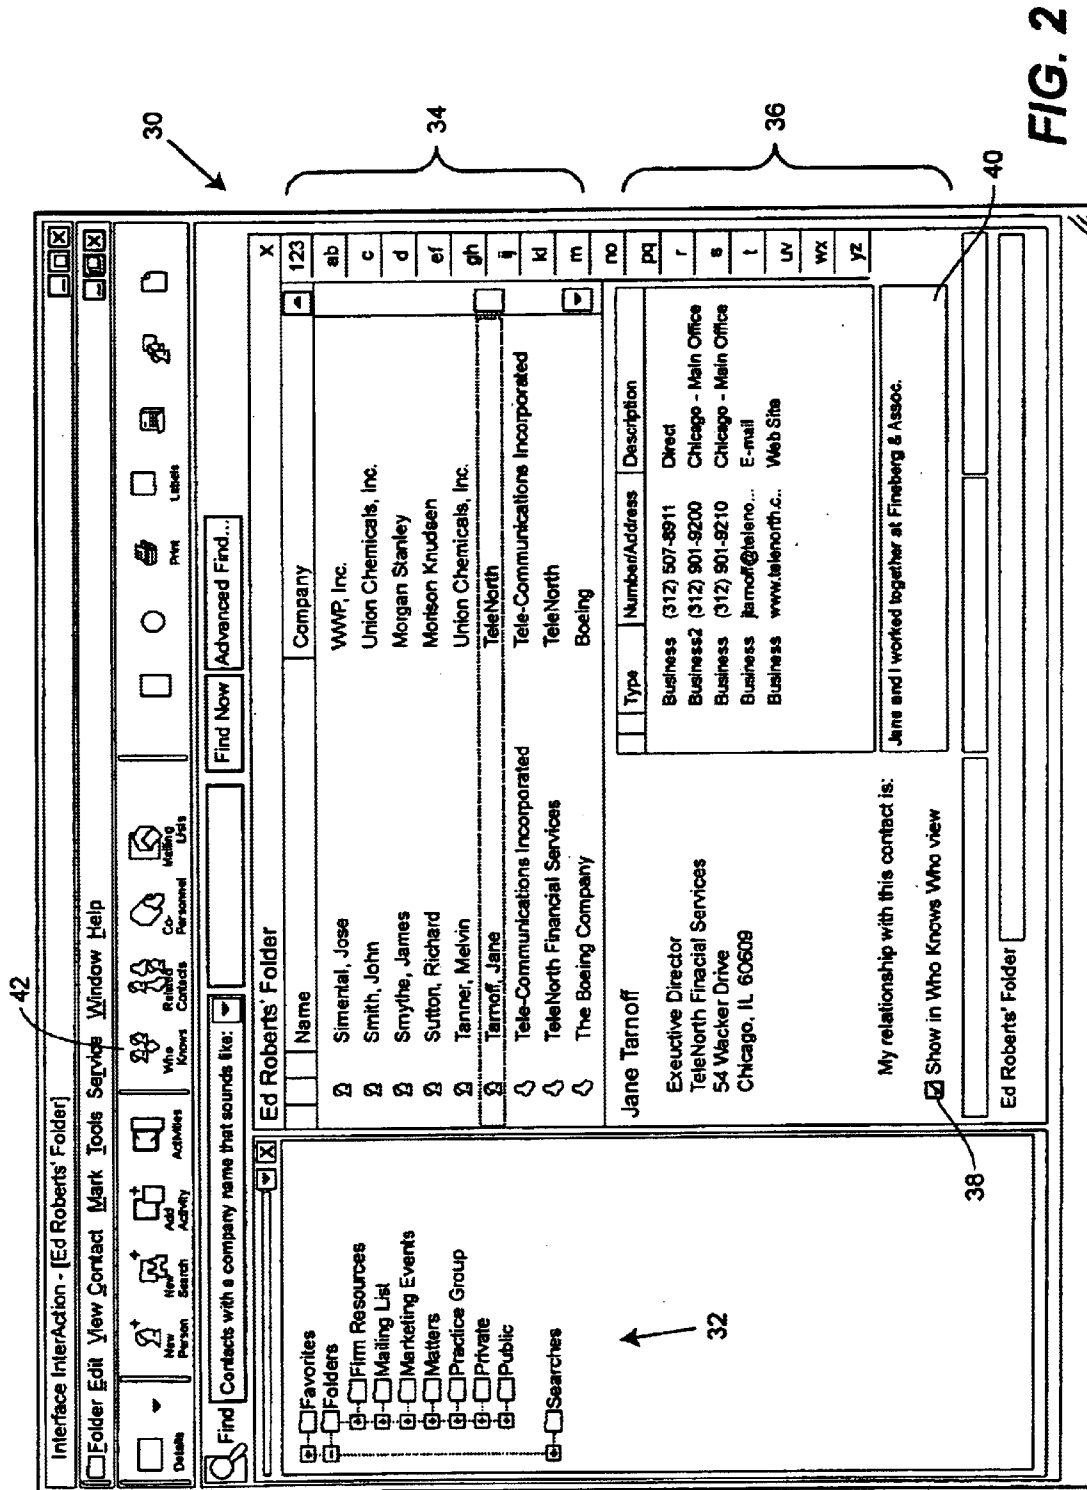 Interface InterAction - [Ed Roberts' Folder]
Folder Edit View Contact Mark Tools Service Window Help
42
30
Details
New Person
New Search
Add Activity
Activities
Who Knows
Related Contacts
Co-Personnel
Mailing Lists
Print
Labels
Find Contacts with a company name that sounds like: Find Now Advanced Find...
Favorites
Folders
Firm Resources
Mailing List
Marketing Events
Matters
Practice Group
Private
Public
Searches
32
Ed Roberts' Folder X
Name Company
Simental, Jose WWP, Inc.
Smith, John Union Chemicals, Inc.
Smythe, James Morgan Stanley
Sutton, Richard Morison Knudsen
Tanner, Melvin Union Chemicals, Inc.
Tarnoff, Jane TeleNorth
Tele-Communications Incorporated Tele-Communications Incorporated
TeleNorth Financial Services TeleNorth
The Boeing Company Boeing
123
ab
c
d
ef
gh
ij
kl
m
no
pq
r
s
t
uv
wx
yz
34
Jane Tarnoff
Exeuctive Director
TeleNorth Finacial Services
54 Wacker Drive
Chicago, IL 60609
Type Number/Address Description
Business (312) 507-8911 Direct
Business2 (312) 901-9200 Chicago - Main Office
Business (312) 901-9210 Chicago - Main Office
Business jtarnoff@teleno... E-mail
Business www.telenorth.c... Web Site
36
My relationship with this contact is:
Jane and I worked together at Fineberg & Assoc.
Show in Who Knows Who view
38
40
Ed Roberts' Folder
FIG. 2